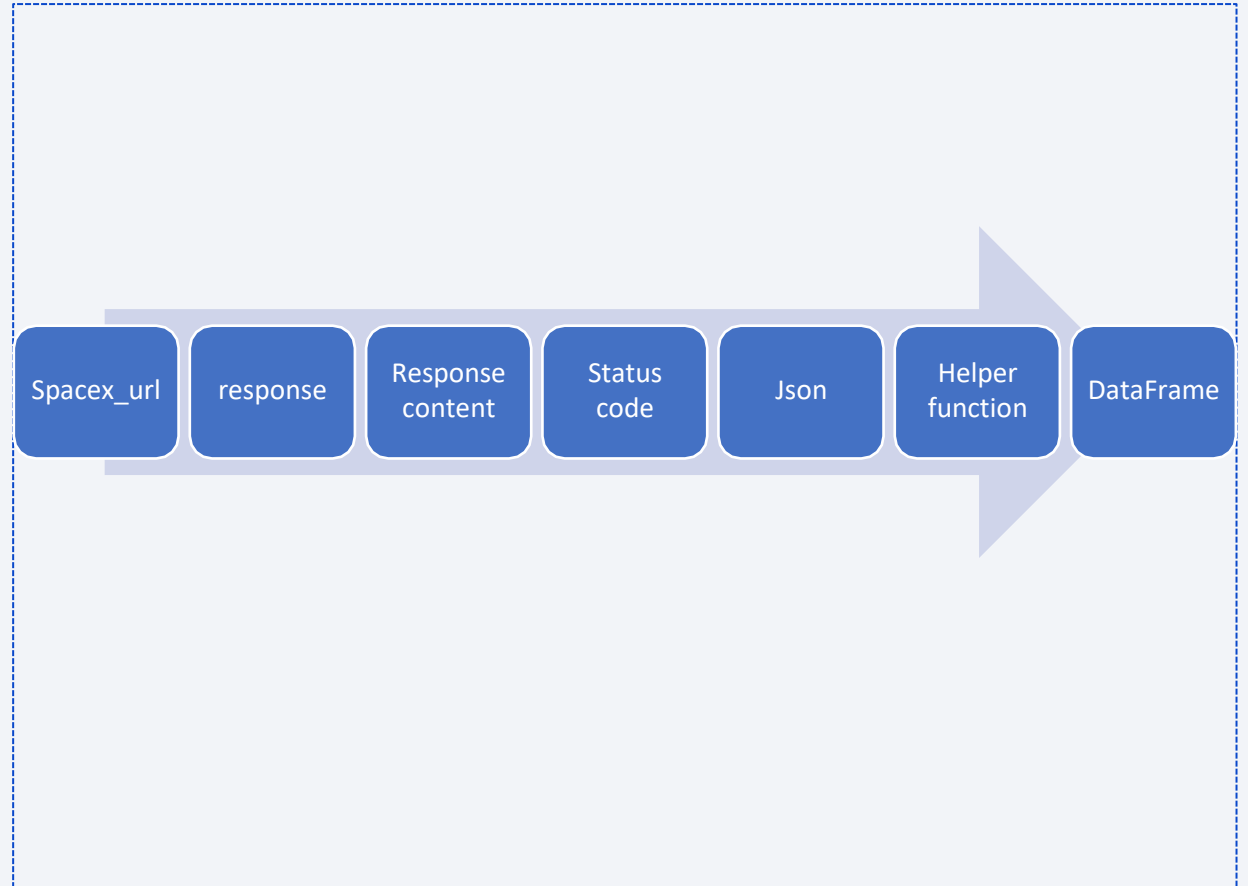 Spacex_url
response
Response
content
Status
code
Json
Helper
function
DataFrame